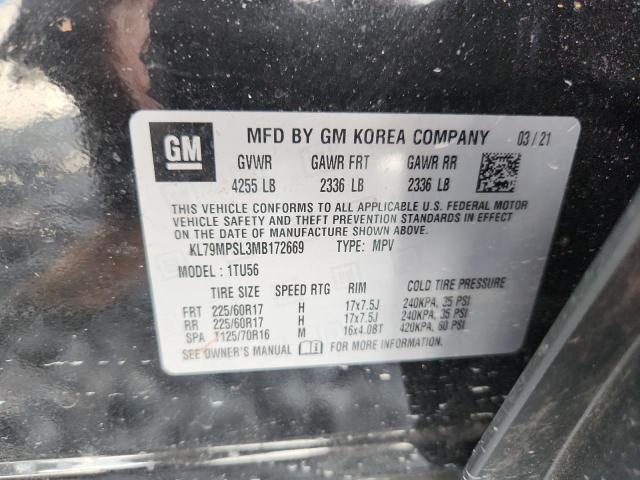 GM MFD BY GM KOREA COMPANY 03/21
GVWR GAWR FRT GAWR RR
4255 LB 2336 LB 2336 LB
THIS VEHICLE CONFORMS TO ALL APPLICABLE U.S. FEDERAL MOTOR
VEHICLE SAFETY AND THEFT PREVENTION STANDARDS IN EFFECT
ON THE DATE OF MANUFACTURE SHOWN ABOVE.
KL79MPSL3MB172669 TYPE: MPV
MODEL: 1TU56
TIRE SIZE SPEED RTG RIM COLD TIRE PRESSURE
FRT 225/60R17 H 17x7.5J 240KPA, 35 PSI
RR 225/60R17 H 17x7.5J 240KPA, 35 PSI
SPA T125/70R16 M 16x4.0BT 420KPA, 60 PSI
SEE OWNER'S MANUAL FOR MORE INFORMATION